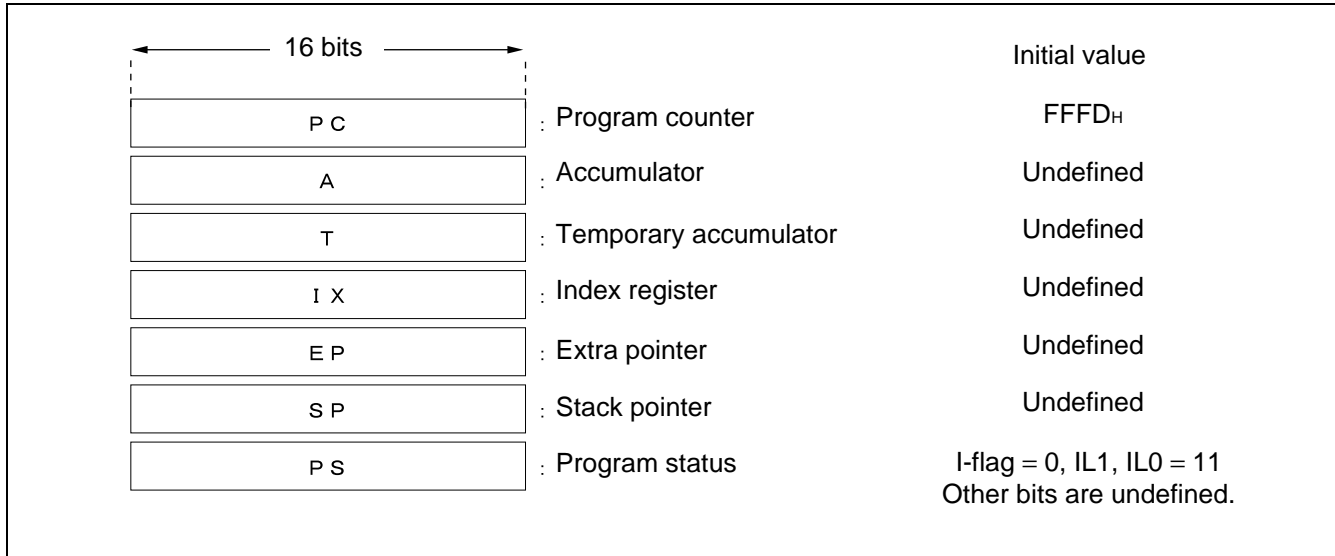 16 bits
Initial value
P C : Program counter FFFDH
A : Accumulator Undefined
T : Temporary accumulator Undefined
I X : Index register Undefined
E P : Extra pointer Undefined
S P : Stack pointer Undefined
P S : Program status I-flag = 0, IL1, IL0 = 11
Other bits are undefined.